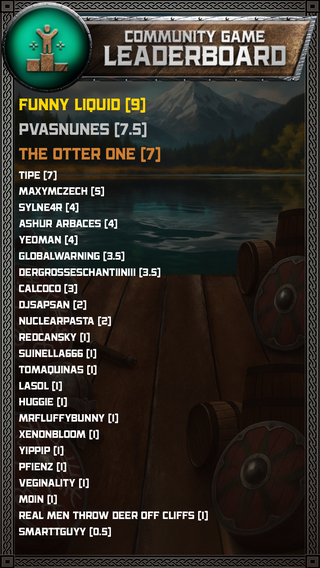 COMMUNITY GAME
LEADERBOARD
FUNNY LIQUID [9]
PVASNUNES [7.5]
THE OTTER ONE [7]
TIPE [7]
MAXYMCZECH [5]
SYLNE4R [4]
ASHUR ARBACES [4]
YEOMAN [4]
GLOBALWARNING [3.5]
DERGROSSESCHANTIINIII [3.5]
CALCOCO [3]
DJSAPSAN [2]
NUCLEARPASTA [2]
REDCANSKY [1]
SUINELLA666 [1]
TOMAQUINAS [1]
LASOL [1]
HUGGIE [1]
MRFLUFFYBUNNY [1]
XENONBLOOM [1]
YIPPIP [1]
PFIENZ [1]
VEGINALITY [1]
MOIN [1]
REAL MEN THROW DEER OFF CLIFFS [1]
SMARTTGUYY [0.5]